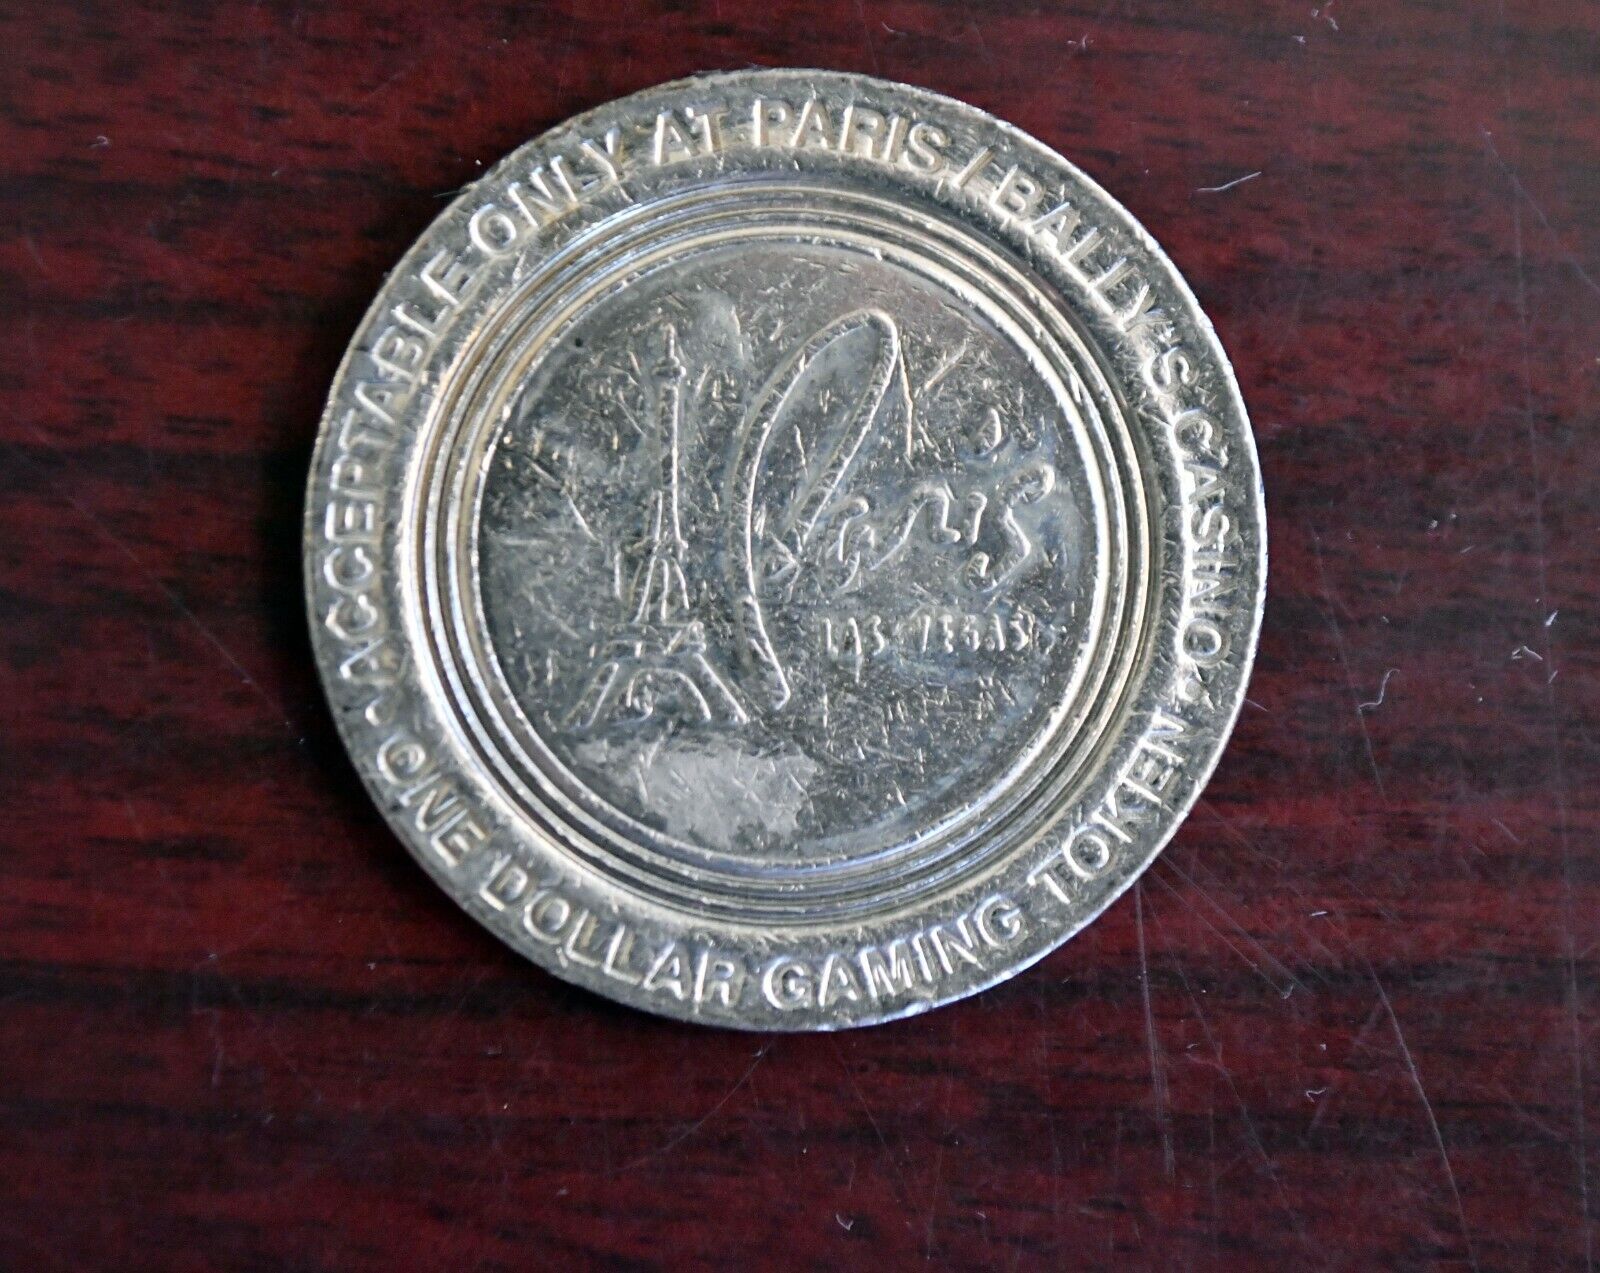 • ACCEPTABLE ONLY AT PARIS / BALLY'S CASINO •
Paris
LAS VEGAS
ONE DOLLAR GAMING TOKEN